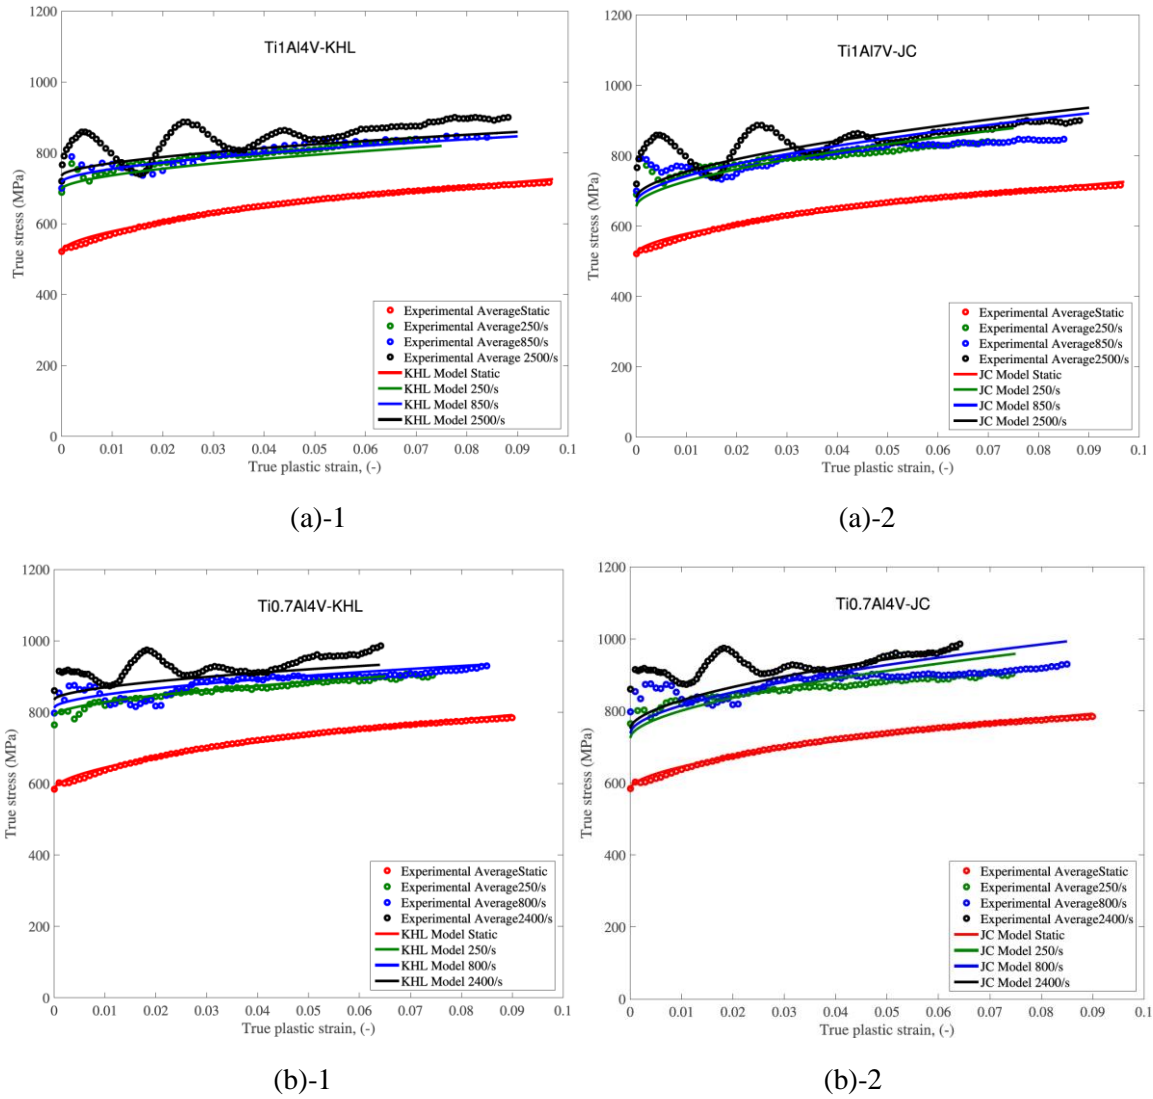 Ti1Al4V-KHL
True stress (MPa)
1200
1000
800
600
400
200
0
Experimental AverageStatic
Experimental Average250/s
Experimental Average850/s
Experimental Average 2500/s
KHL Model Static
KHL Model 250/s
KHL Model 850/s
KHL Model 2500/s
0 0.01 0.02 0.03 0.04 0.05 0.06 0.07 0.08 0.09 0.1
True plastic strain, (-)
(a)-1
Ti1Al7V-JC
True stress (MPa)
1200
1000
800
600
400
200
0
Experimental AverageStatic
Experimental Average250/s
Experimental Average850/s
Experimental Average2500/s
JC Model Static
JC Model 250/s
JC Model 850/s
JC Model 2500/s
0 0.01 0.02 0.03 0.04 0.05 0.06 0.07 0.08 0.09 0.1
True plastic strain, (-)
(a)-2
Ti0.7Al4V-KHL
True stress (MPa)
1200
1000
800
600
400
200
0
Experimental AverageStatic
Experimental Average250/s
Experimental Average800/s
Experimental Average2400/s
KHL Model Static
KHL Model 250/s
KHL Model 800/s
KHL Model 2400/s
0 0.01 0.02 0.03 0.04 0.05 0.06 0.07 0.08 0.09 0.1
True plastic strain, (-)
(b)-1
Ti0.7Al4V-JC
True stress (MPa)
1200
1000
800
600
400
200
0
Experimental AverageStatic
Experimental Average250/s
Experimental Average800/s
Experimental Average2400/s
JC Model Static
JC Model 250/s
JC Model 800/s
JC Model 2400/s
0 0.01 0.02 0.03 0.04 0.05 0.06 0.07 0.08 0.09 0.1
True plastic strain, (-)
(b)-2